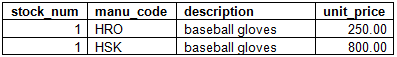 stock_num manu_code description unit_price
1 HRO baseball gloves 250.00
1 HSK baseball gloves 800.00